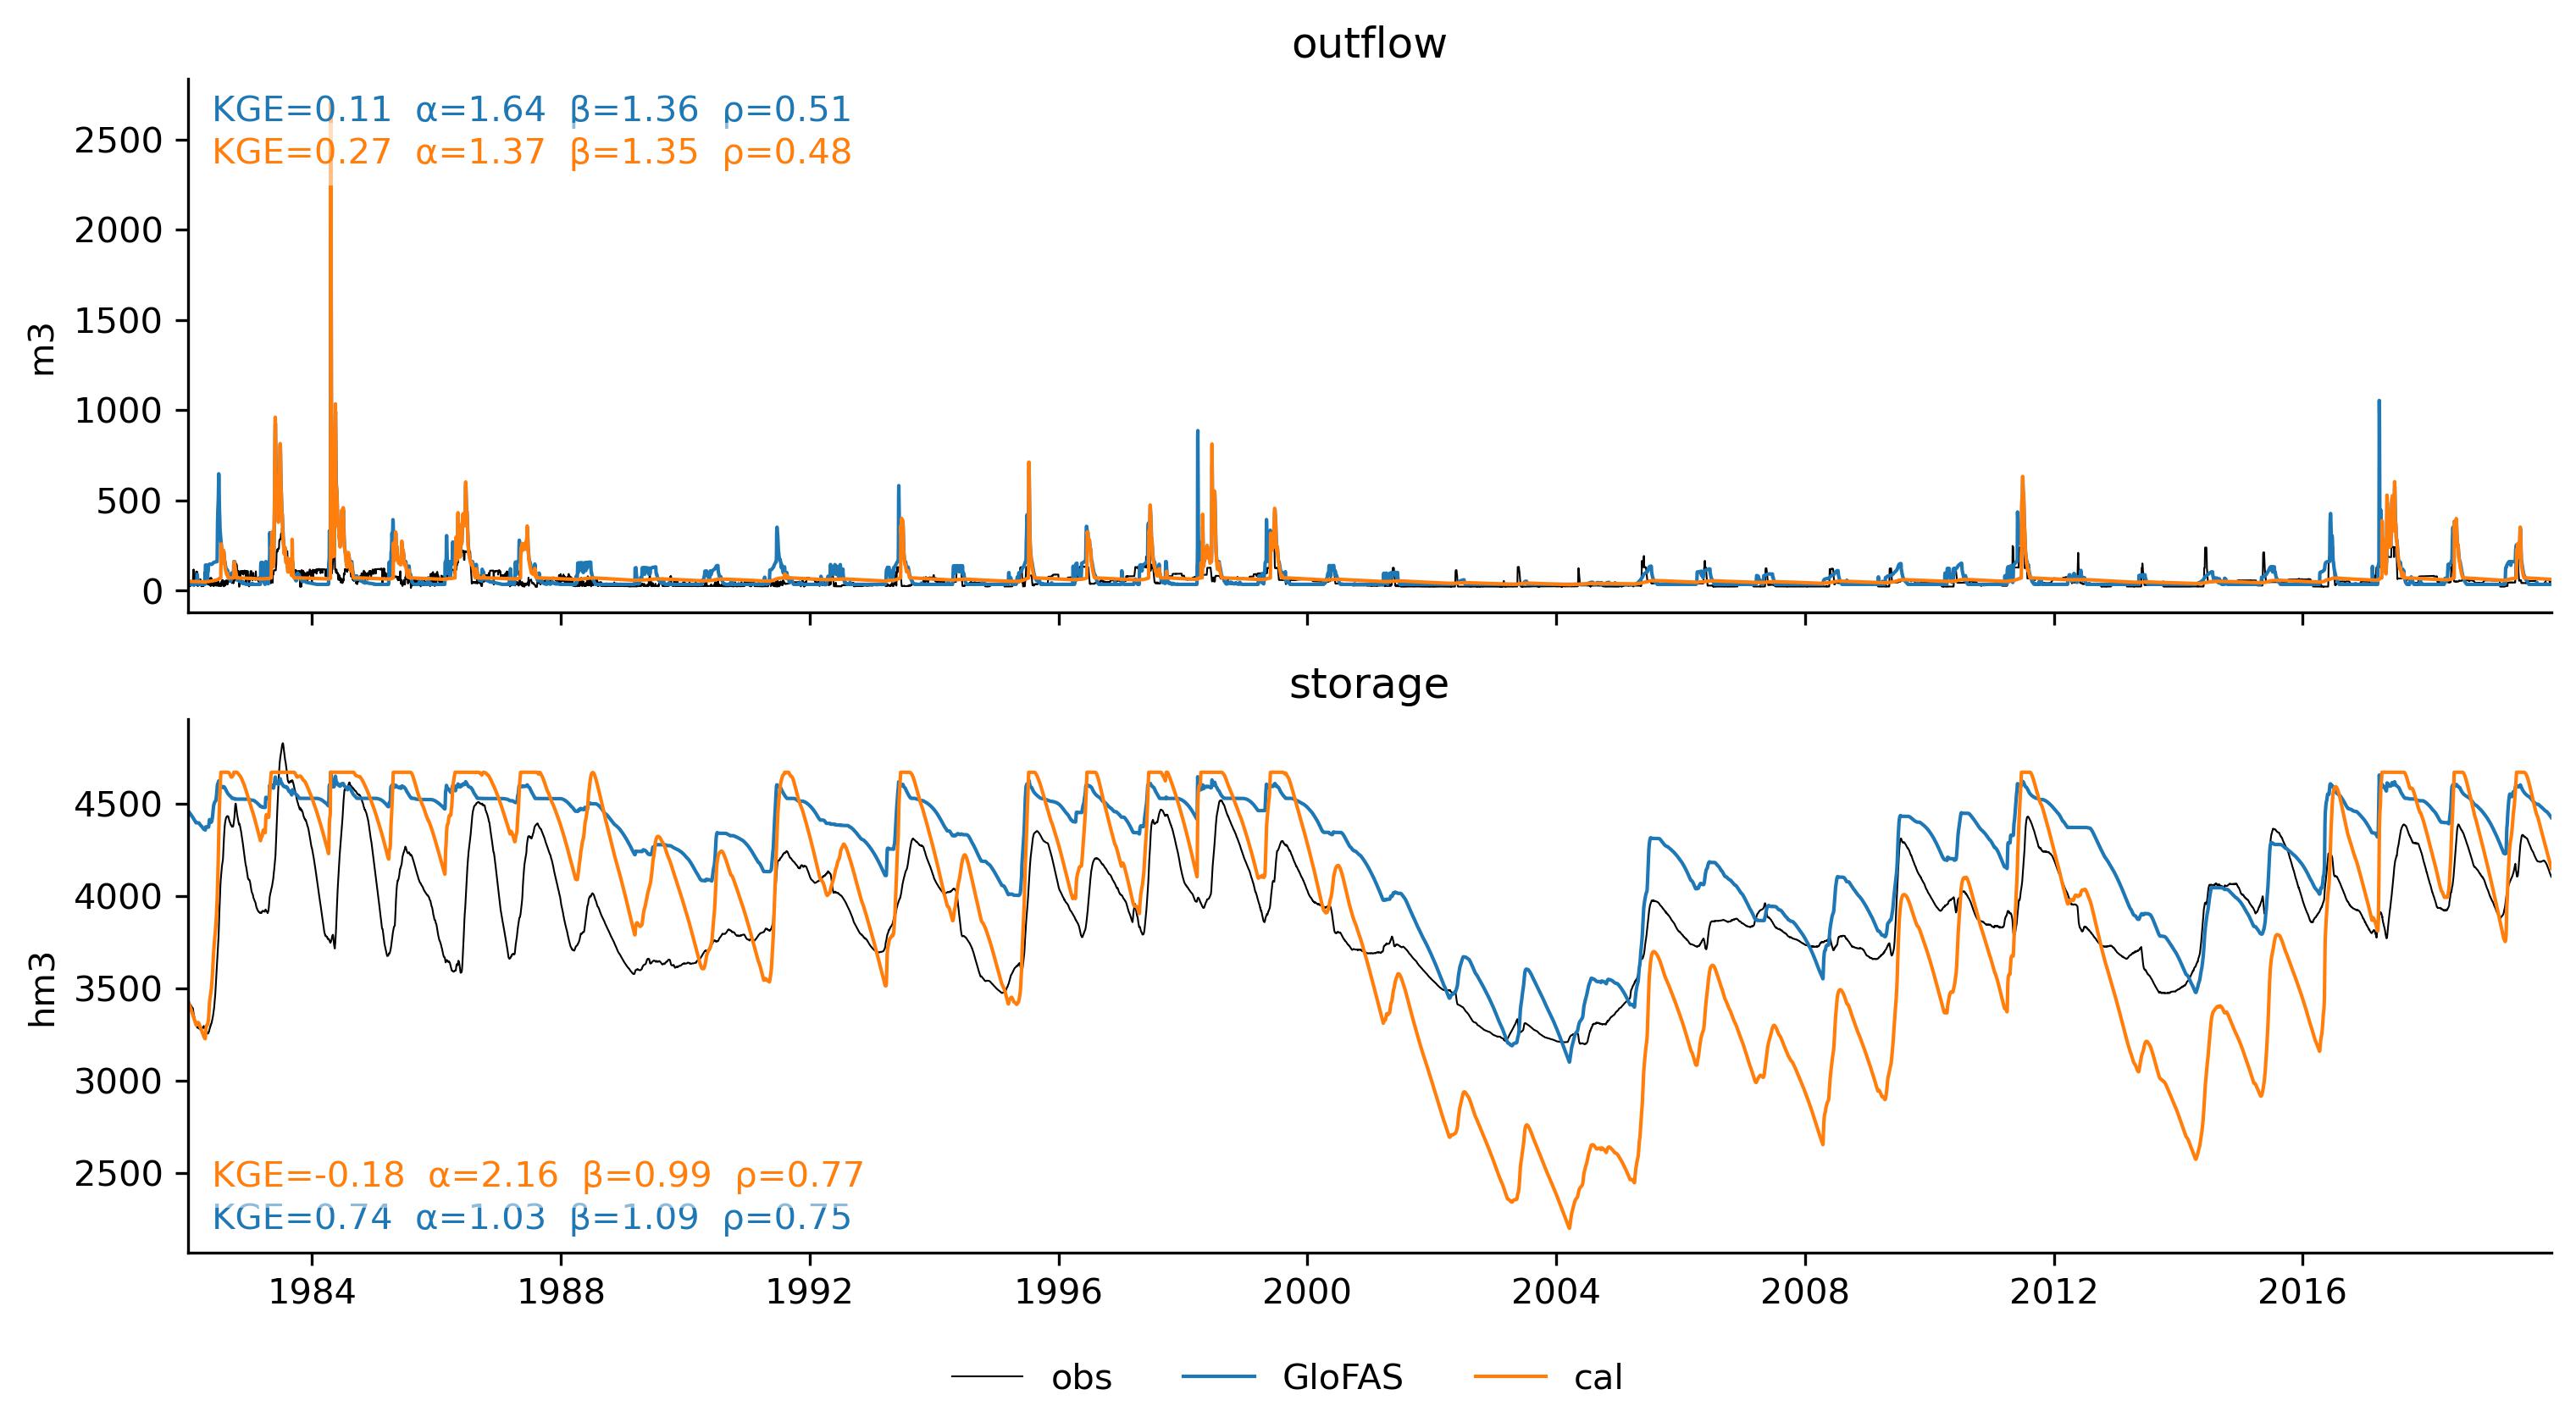 outflow
KGE=0.11 α=1.64 β=1.36 ρ=0.51
KGE=0.27 α=1.37 β=1.35 ρ=0.48
2500
2000
1500
1000
500
0
m3
storage
4500
4000
3500
3000
2500
hm3
KGE=-0.18 α=2.16 β=0.99 ρ=0.77
KGE=0.74 α=1.03 β=1.09 ρ=0.75
1984 1988 1992 1996 2000 2004 2008 2012 2016
obs GloFAS cal